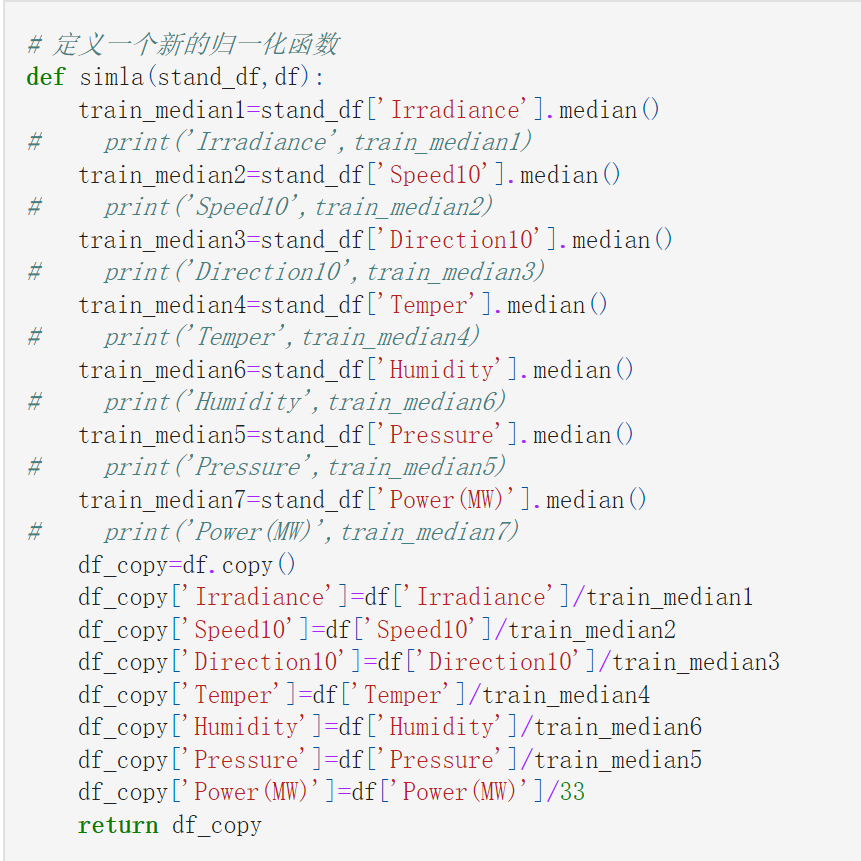 # 定义一个新的归一化函数
def simla(stand_df,df):
    train_median1=stand_df['Irradiance'].median()
#     print('Irradiance',train_median1)
    train_median2=stand_df['Speed10'].median()
#     print('Speed10',train_median2)
    train_median3=stand_df['Direction10'].median()
#     print('Direction10',train_median3)
    train_median4=stand_df['Temper'].median()
#     print('Temper',train_median4)
    train_median6=stand_df['Humidity'].median()
#     print('Humidity',train_median6)
    train_median5=stand_df['Pressure'].median()
#     print('Pressure',train_median5)
    train_median7=stand_df['Power(MW)'].median()
#     print('Power(MW)',train_median7)
    df_copy=df.copy()
    df_copy['Irradiance']=df['Irradiance']/train_median1
    df_copy['Speed10']=df['Speed10']/train_median2
    df_copy['Direction10']=df['Direction10']/train_median3
    df_copy['Temper']=df['Temper']/train_median4
    df_copy['Humidity']=df['Humidity']/train_median6
    df_copy['Pressure']=df['Pressure']/train_median5
    df_copy['Power(MW)']=df['Power(MW)']/33
    return df_copy